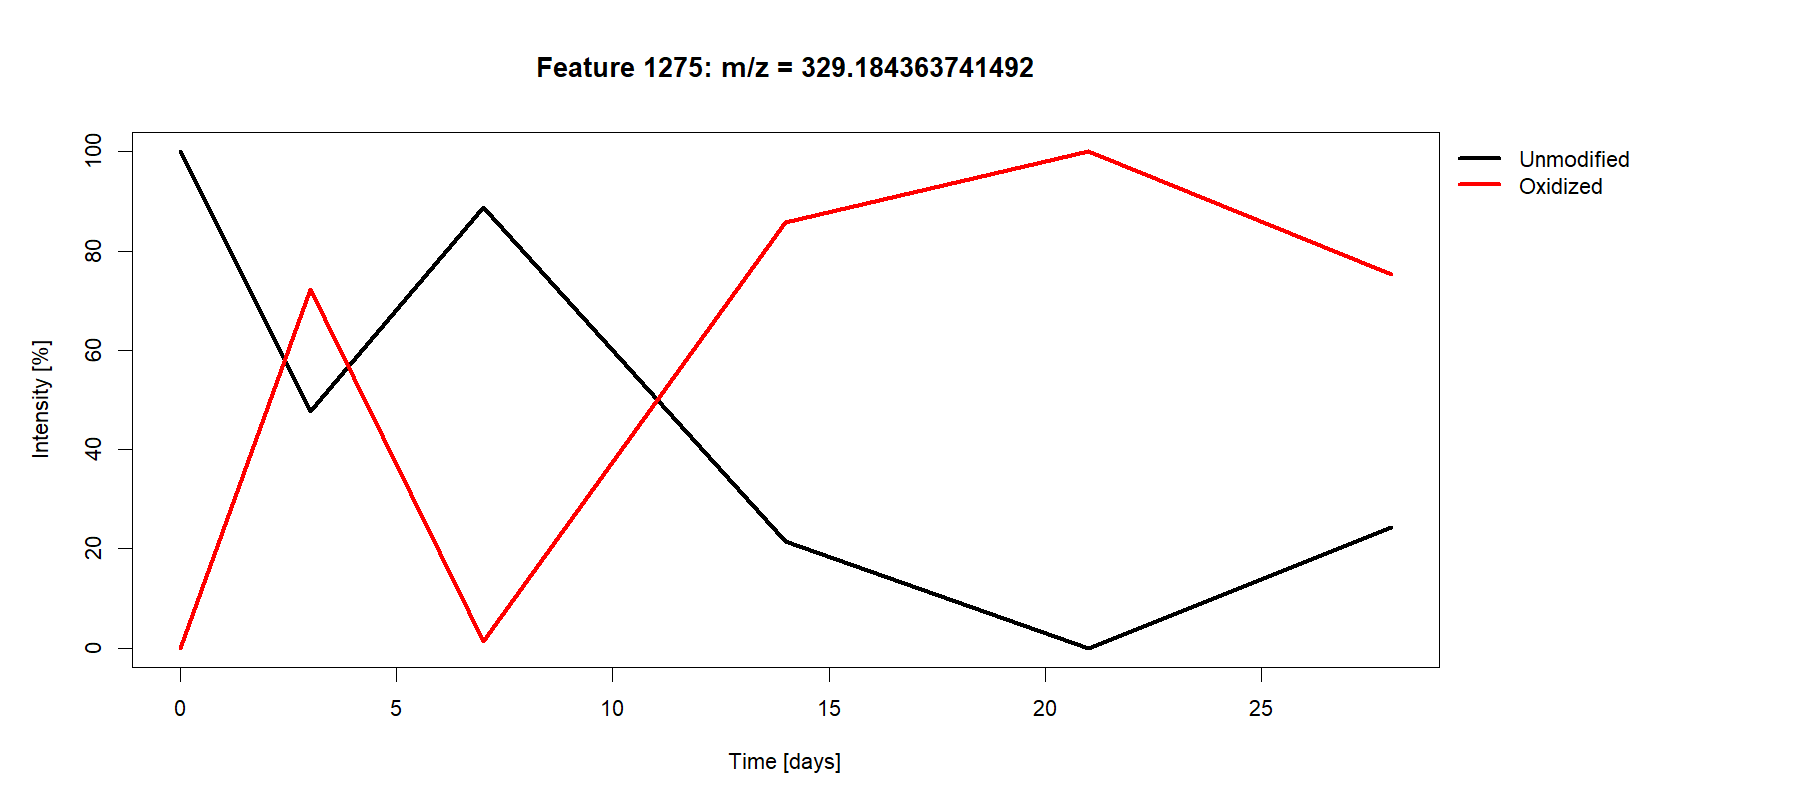 Feature 1275: m/z = 329.184363741492
Unmodified
Oxidized
100
80
60
40
20
0
Intensity [%]
0 5 10 15 20 25
Time [days]